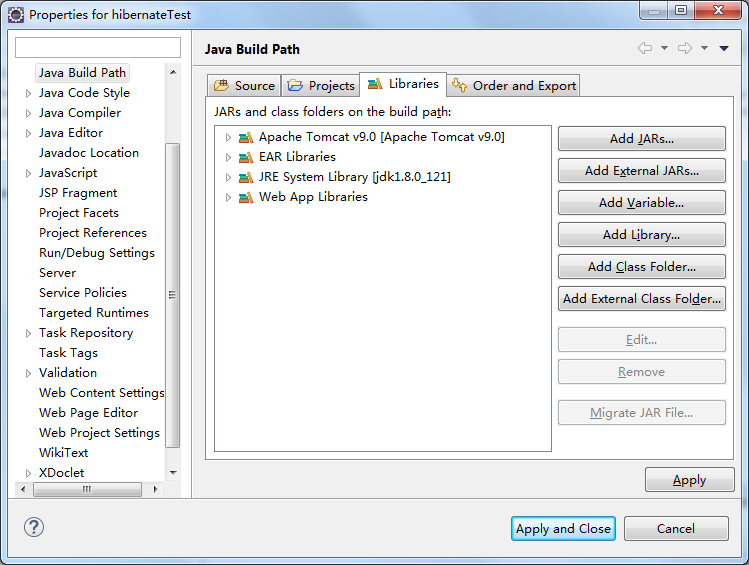 Properties for hibernateTest
Java Build Path
Java Code Style
Java Compiler
Java Editor
Javadoc Location
JavaScript
JSP Fragment
Project Facets
Project References
Run/Debug Settings
Server
Service Policies
Targeted Runtimes
Task Repository
Task Tags
Validation
Web Content Settings
Web Page Editor
Web Project Settings
WikiText
XDoclet
Java Build Path
Source
Projects
Libraries
Order and Export
JARs and class folders on the build path:
Apache Tomcat v9.0 [Apache Tomcat v9.0]
EAR Libraries
JRE System Library [jdk1.8.0_121]
Web App Libraries
Add JARs...
Add External JARs...
Add Variable...
Add Library...
Add Class Folder...
Add External Class Folder...
Edit...
Remove
Migrate JAR File...
Apply
?
Apply and Close
Cancel